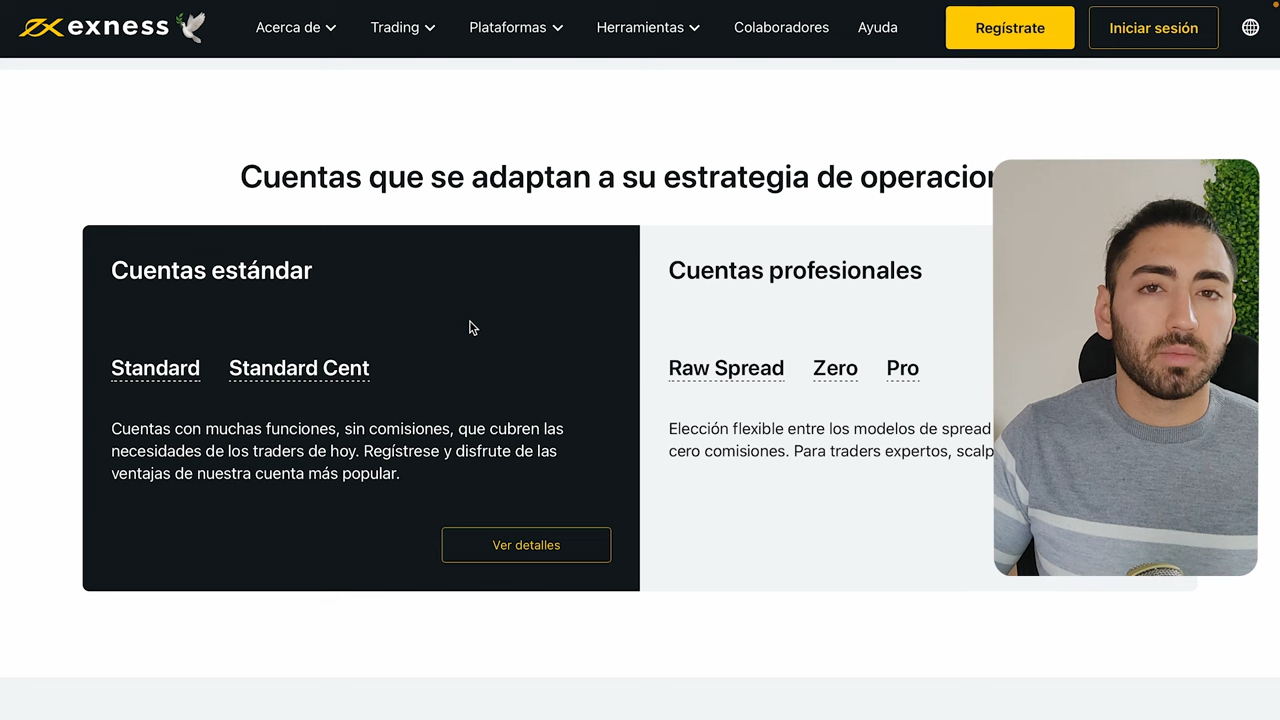 exness
Acerca de
Trading
Plataformas
Herramientas
Colaboradores
Ayuda
Regístrate
Iniciar sesión
Cuentas que se adaptan a su estrategia de operacion
Cuentas estándar
Standard
Standard Cent
Cuentas con muchas funciones, sin comisiones, que cubren las
necesidades de los traders de hoy. Regístrese y disfrute de las
ventajas de nuestra cuenta más popular.
Ver detalles
Cuentas profesionales
Raw Spread
Zero
Pro
Elección flexible entre los modelos de spread
cero comisiones. Para traders expertos, scalp